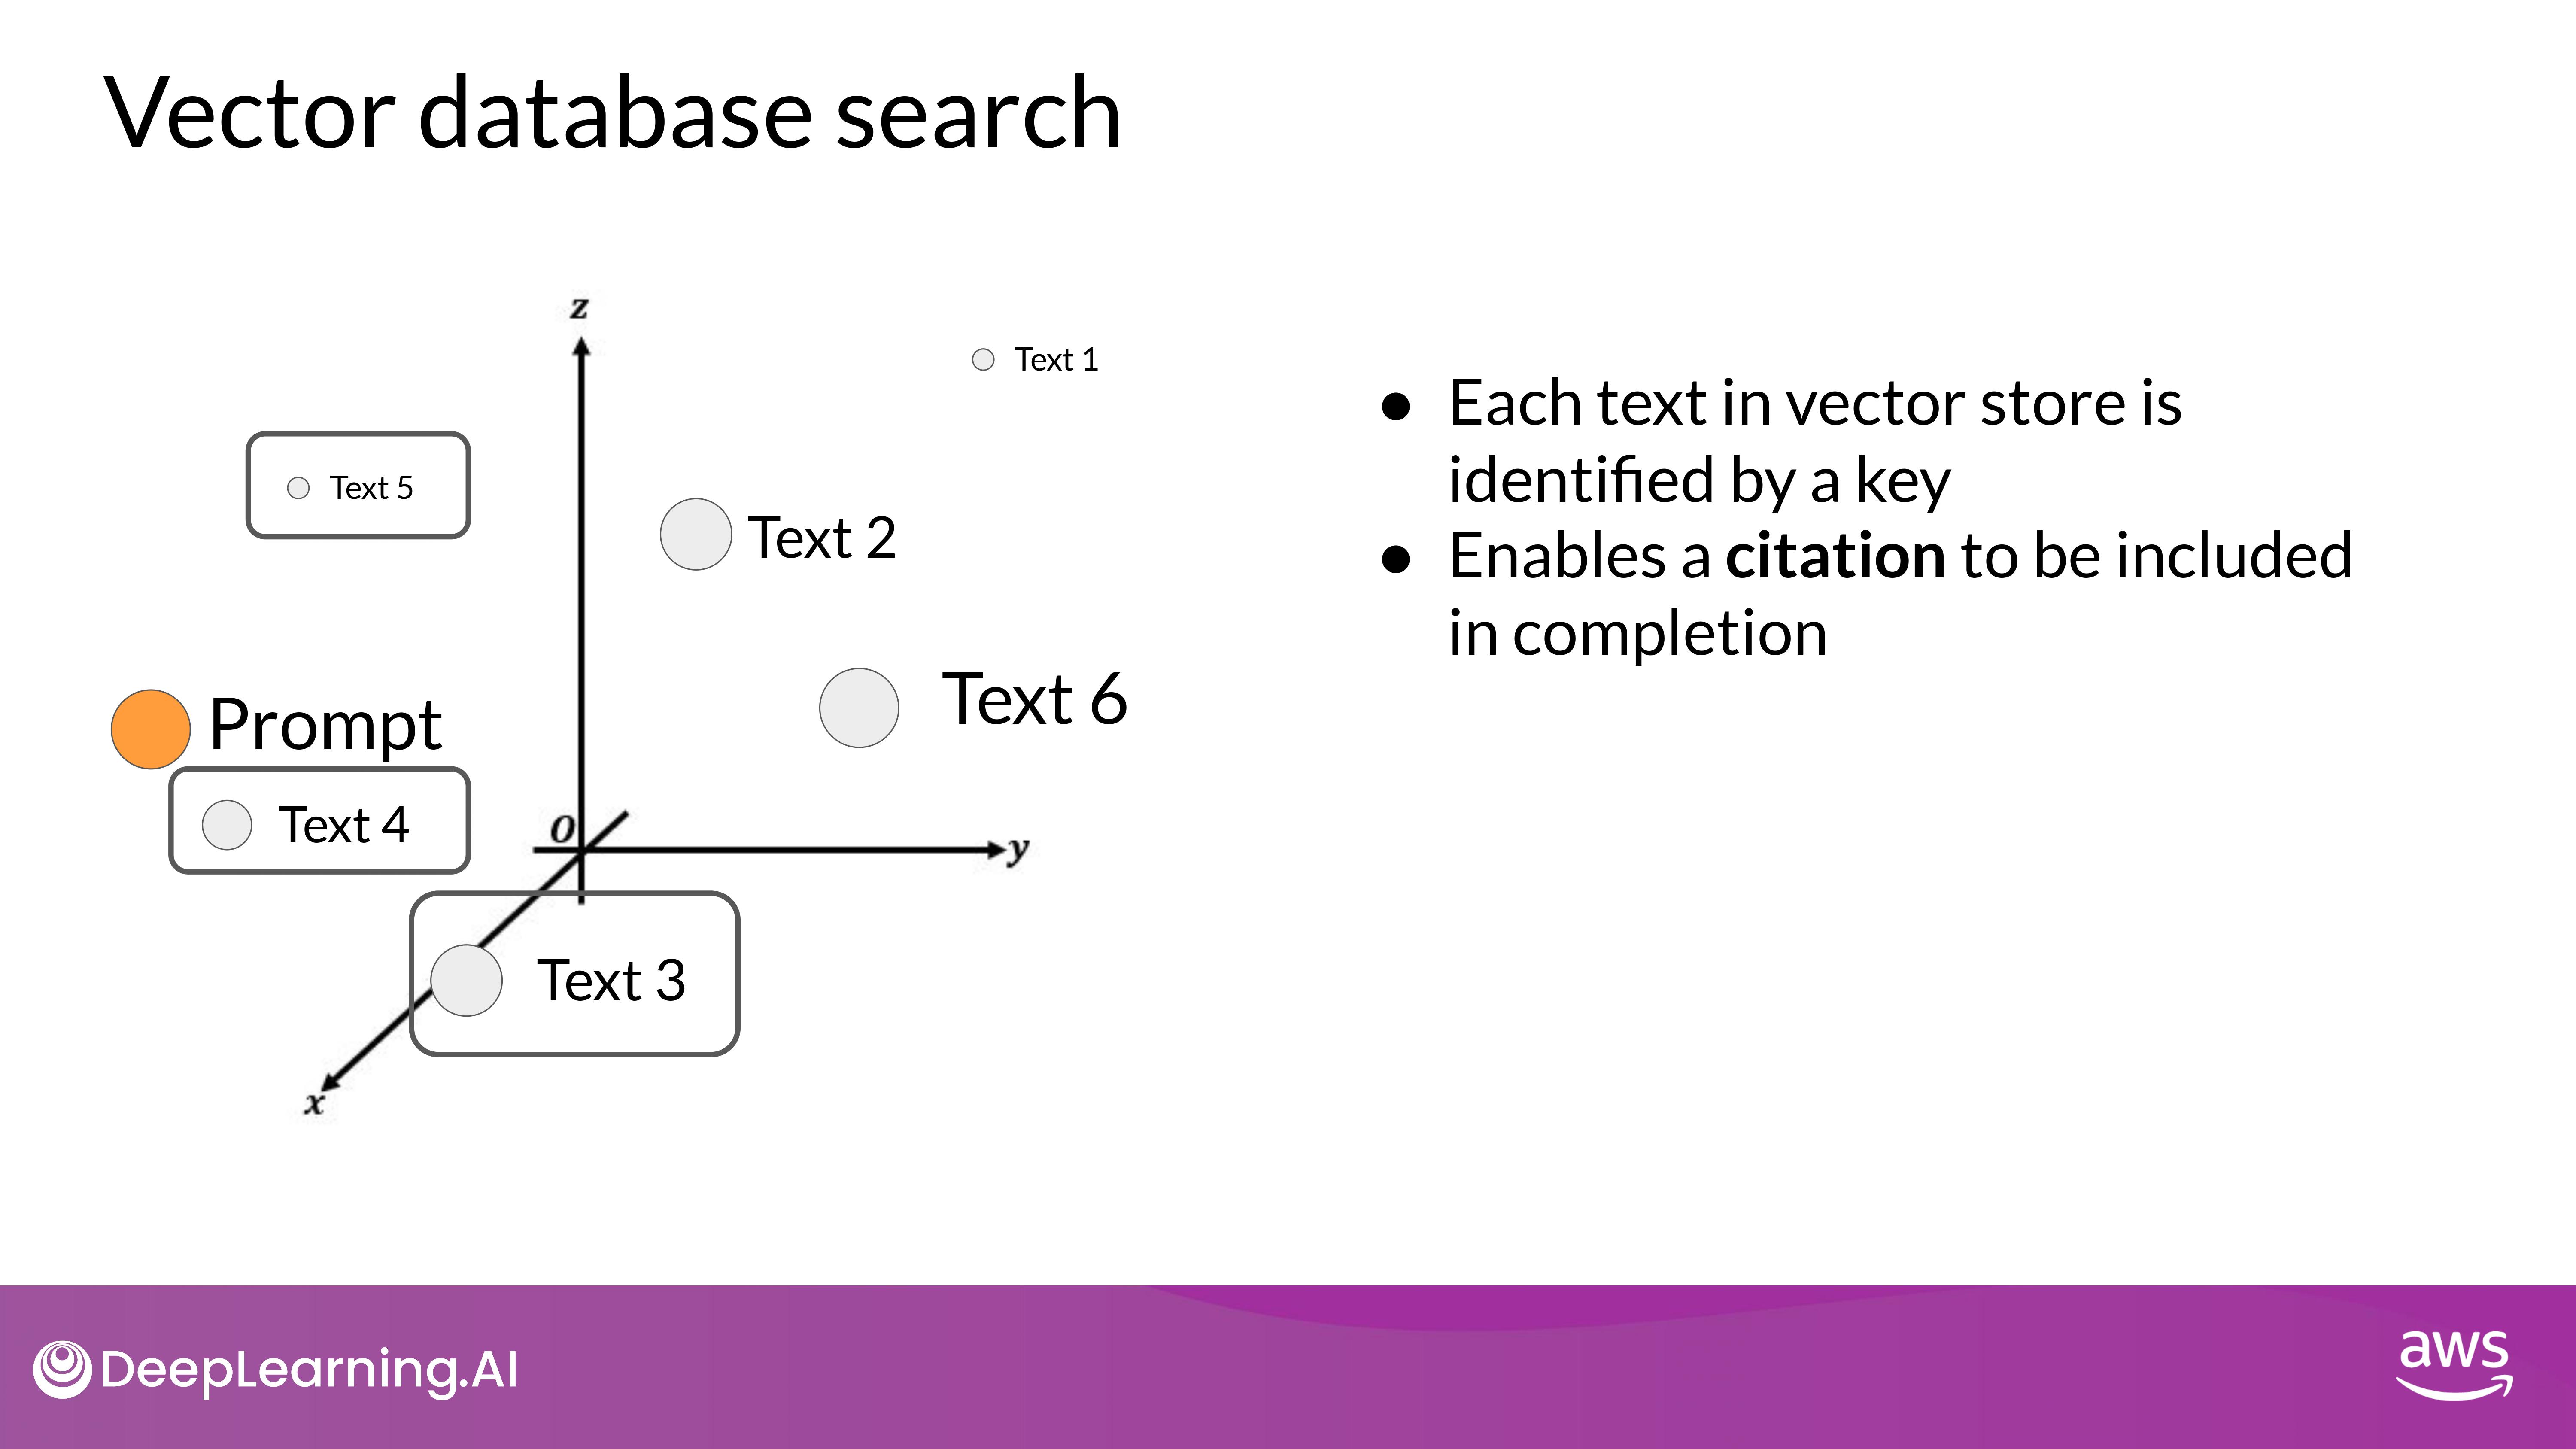 Vector database search
z
Text 1
Text 5
Text 2
Text 6
Prompt
Text 4
O
y
Text 3
x
● Each text in vector store is
identified by a key
● Enables a citation to be included
in completion
DeepLearning.AI
aws